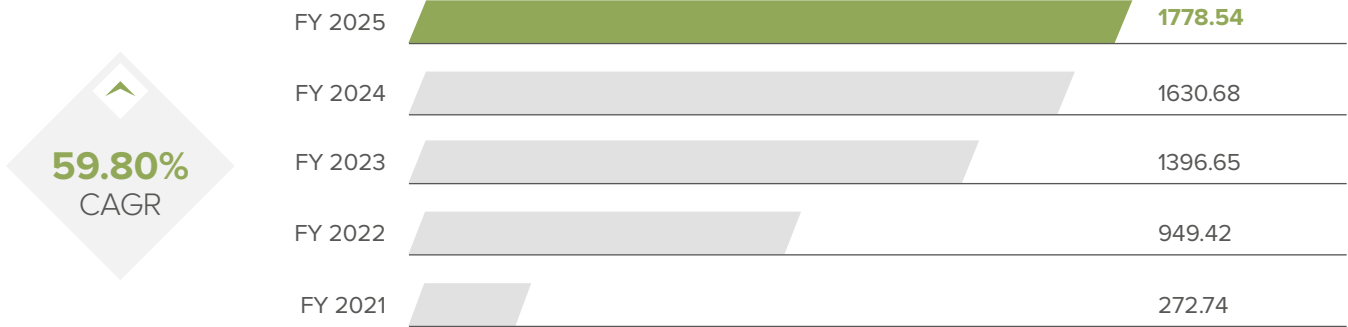 59.80%
CAGR
FY 2025 1778.54
FY 2024 1630.68
FY 2023 1396.65
FY 2022 949.42
FY 2021 272.74